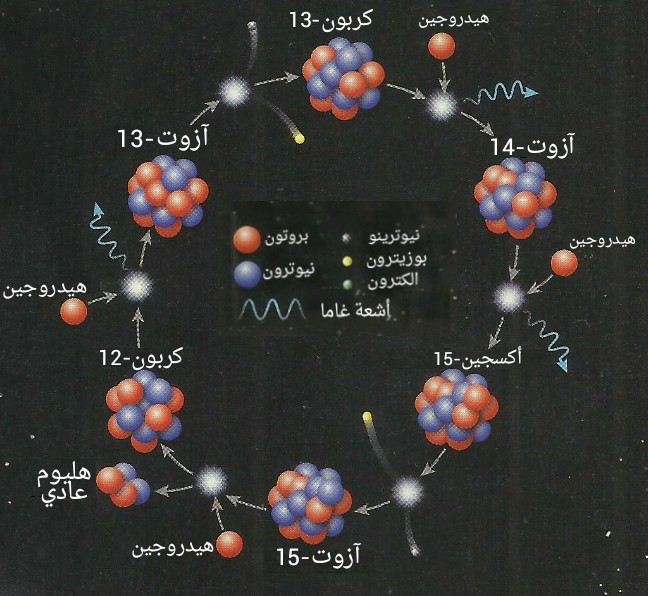 كربون-13
هيدروجين
آزوت-14
آزوت-13
هيدروجين
بروتون
نيوترينو
بوزيترون
نيوترون
الكترون
أشعة غاما
هيدروجين
أكسجين-15
كربون-12
هليوم
عادي
هيدروجين
آزوت-15